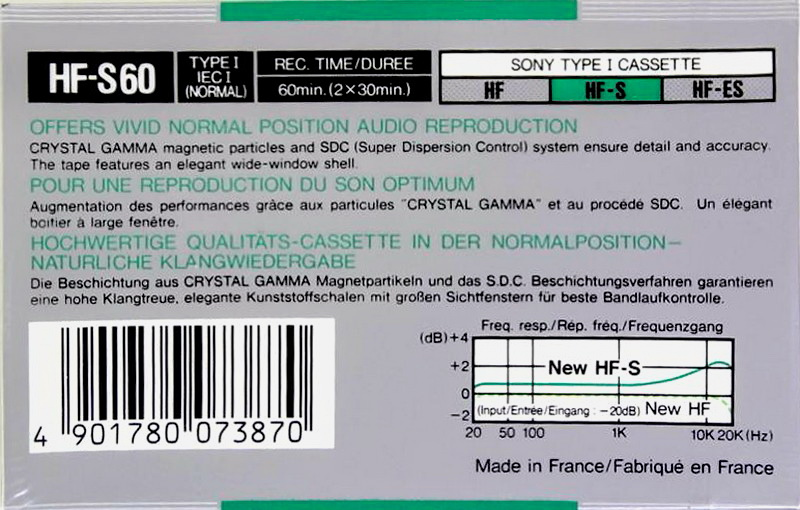 HF-S60
TYPE I
IEC I
(NORMAL)
REC. TIME/DUREE
60min.(2×30min.)
SONY TYPE I CASSETTE
HF HF-S HF-ES
OFFERS VIVID NORMAL POSITION AUDIO REPRODUCTION
CRYSTAL GAMMA magnetic particles and SDC (Super Dispersion Control) system ensure detail and accuracy.
The tape features an elegant wide-window shell.
POUR UNE REPRODUCTION DU SON OPTIMUM
Augmentation des performances grâce aux particules "CRYSTAL GAMMA" et au procédé SDC. Un élégant
boîtier à large fenêtre.
HOCHWERTIGE QUALITÄTS-CASSETTE IN DER NORMALPOSITION—
NATURLICHE KLANGWIEDERGABE
Die Beschichtung aus CRYSTAL GAMMA Magnetpartikeln und das S.D.C. Beschichtungsverfahren garantieren
eine hohe Klangtreue, elegante Kunststoffschalen mit großen Sichtfenstern für beste Bandlaufkontrolle.
4 901780 073870
Freq. resp./Rép. fréq./Frequenzgang
(dB)+4
+2
New HF-S
0
-2
(Input/Entrée/Eingang : -20dB) New HF
20 50 100 1K 10K 20K (Hz)
Made in France/Fabriqué en France